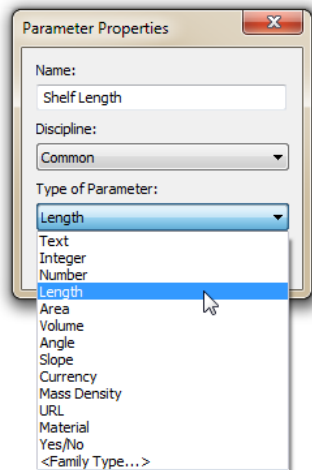 Parameter Properties
Name:
Shelf Length
Discipline:
Common
Type of Parameter:
Length
Text
Integer
Number
Length
Area
Volume
Angle
Slope
Currency
Mass Density
URL
Material
Yes/No
<Family Type...>